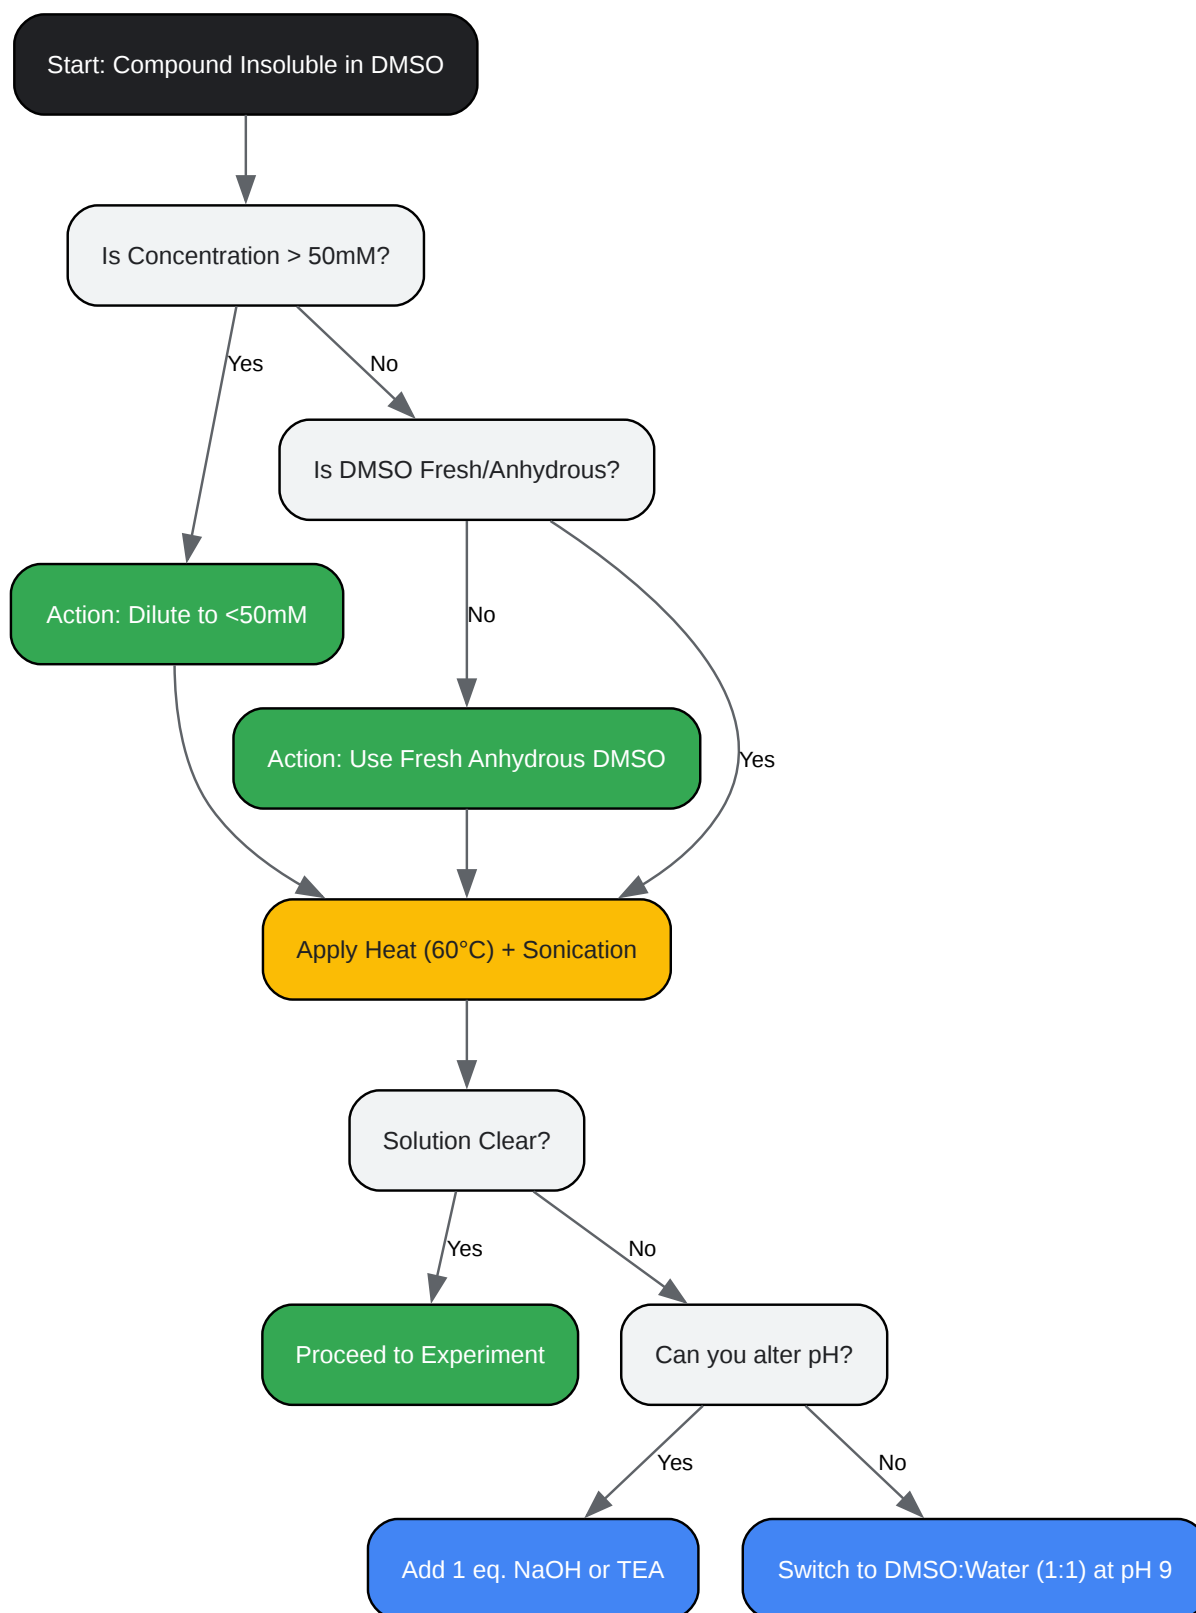 Start: Compound Insoluble in DMSO
Is Concentration > 50mM?
Yes
No
Is DMSO Fresh/Anhydrous?
Action: Dilute to <50mM
No
Action: Use Fresh Anhydrous DMSO
Yes
Apply Heat (60°C) + Sonication
Solution Clear?
Yes
No
Proceed to Experiment
Can you alter pH?
Yes
No
Add 1 eq. NaOH or TEA
Switch to DMSO:Water (1:1) at pH 9